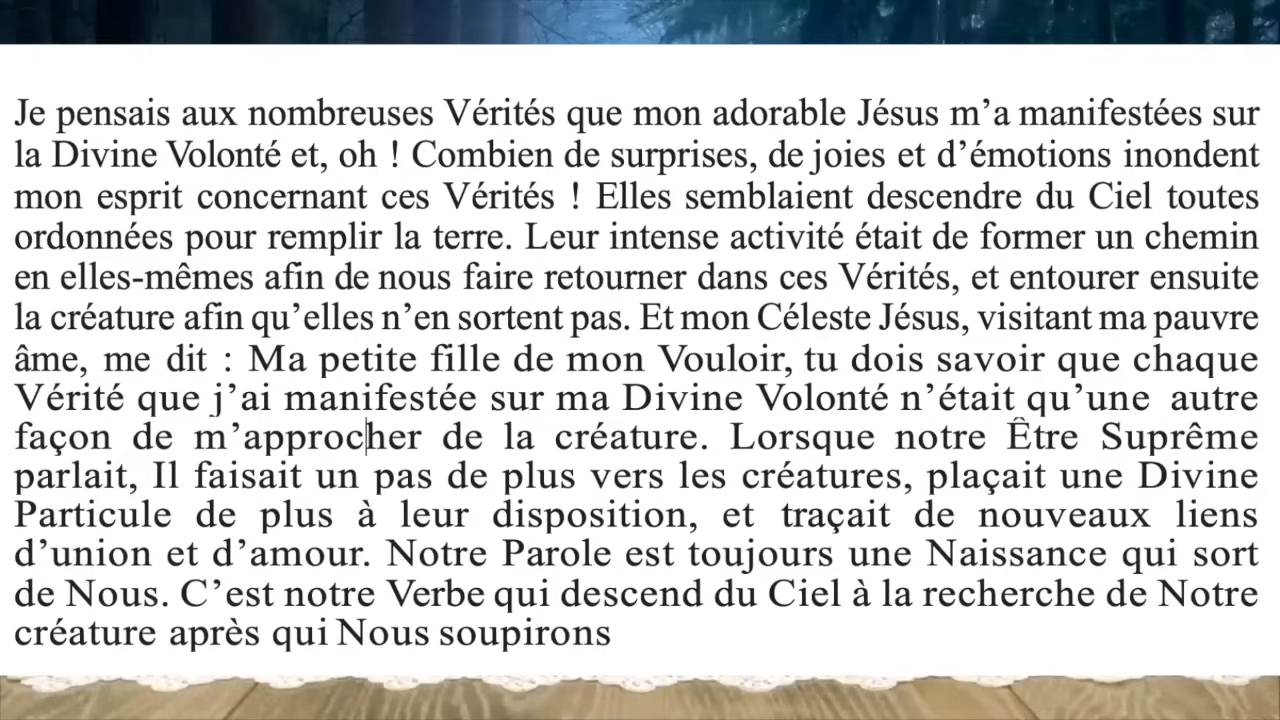 Je pensais aux nombreuses Vérités que mon adorable Jésus m’a manifestées sur
la Divine Volonté et, oh ! Combien de surprises, de joies et d’émotions inondent
mon esprit concernant ces Vérités ! Elles semblaient descendre du Ciel toutes
ordonnées pour remplir la terre. Leur intense activité était de former un chemin
en elles-mêmes afin de nous faire retourner dans ces Vérités, et entourer ensuite
la créature afin qu’elles n’en sortent pas. Et mon Céleste Jésus, visitant ma pauvre
âme, me dit : Ma petite fille de mon Vouloir, tu dois savoir que chaque
Vérité que j’ai manifestée sur ma Divine Volonté n’était qu’une autre
façon de m’approcher de la créature. Lorsque notre Être Suprême
parlait, Il faisait un pas de plus vers les créatures, plaçait une Divine
Particule de plus à leur disposition, et traçait de nouveaux liens
d’union et d’amour. Notre Parole est toujours une Naissance qui sort
de Nous. C’est notre Verbe qui descend du Ciel à la recherche de Notre
créature après qui Nous soupirons